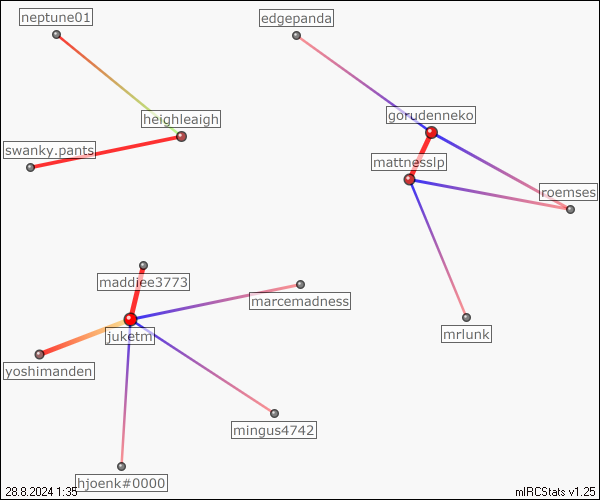 neptune01
edgepanda
heighleaigh
gorudenneko
swanky.pants
mattnesslp
roemses
maddiee3773
marcemadness
juketm
mrlunk
yoshimanden
mingus4742
hjoenk#0000
28.8.2024 1:35
mIRCStats v1.25